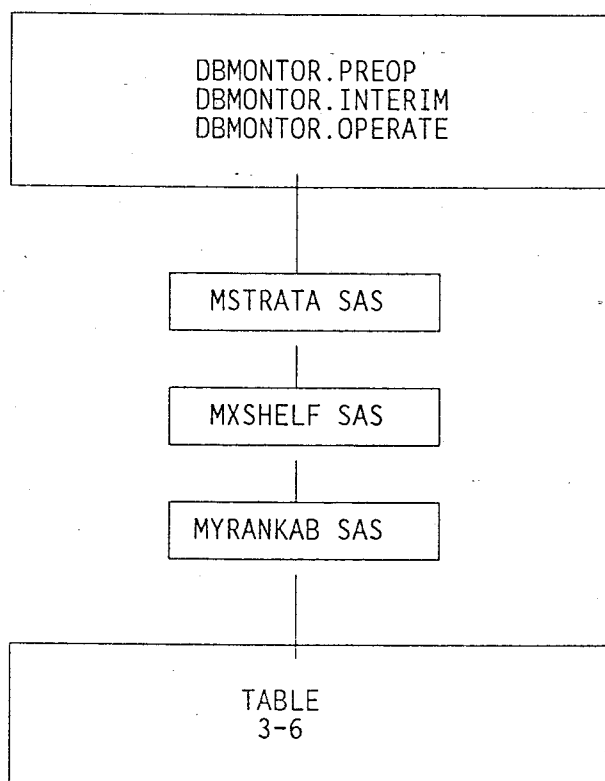 DBMONTOR.PREOP
DBMONTOR.INTERIM
DBMONTOR.OPERATE
MSTRATA SAS
MXSHELF SAS
MYRANKAB SAS
TABLE
3-6